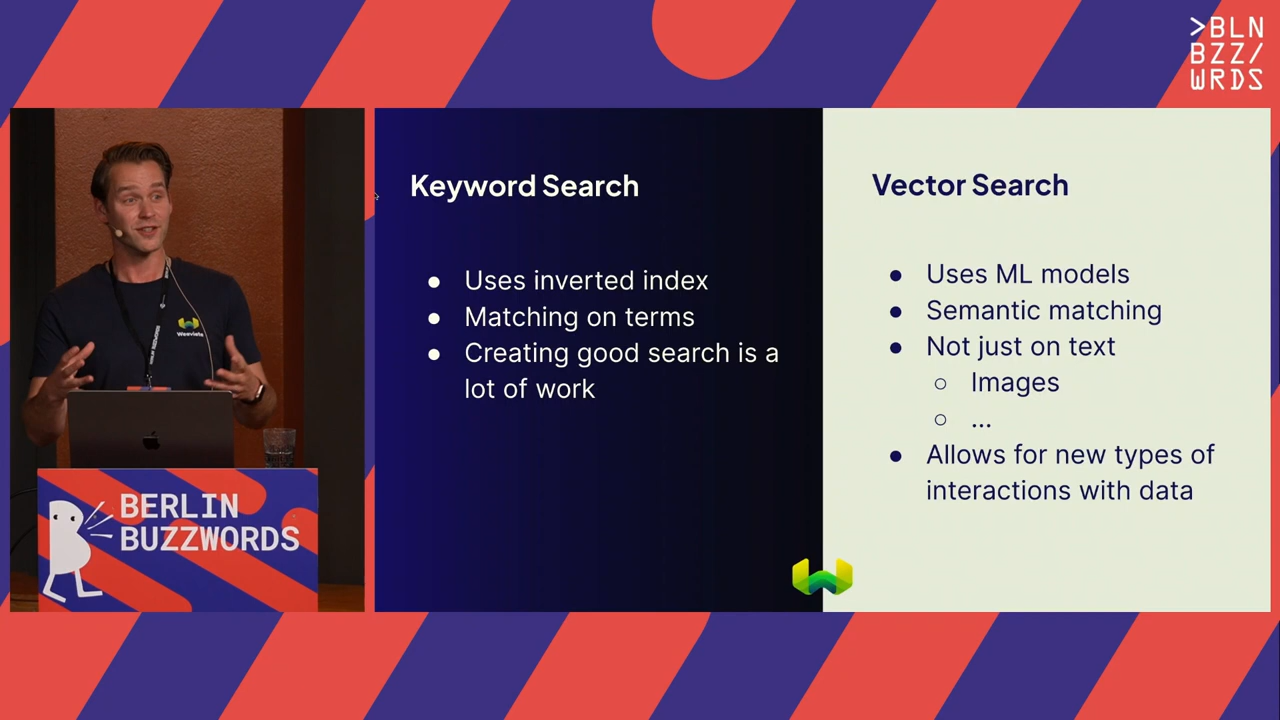 >BLN
BZZ/
WRDS
Keyword Search
● Uses inverted index
● Matching on terms
● Creating good search is a
lot of work
Vector Search
● Uses ML models
● Semantic matching
● Not just on text
○ Images
○ ...
● Allows for new types of
interactions with data
Weaviate
BERLIN
BUZZWORDS